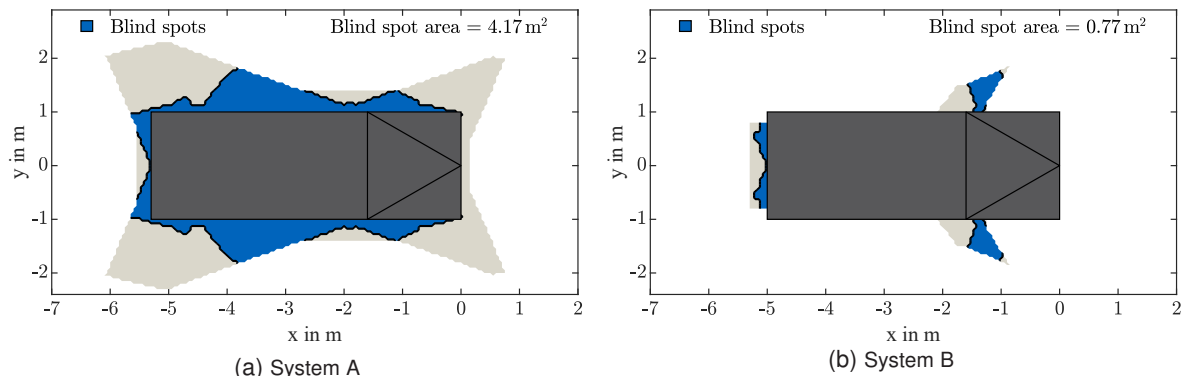 Blind spots
Blind spot area = 4.17 m²
2
1
0
-1
-2
y in m
-7 -6 -5 -4 -3 -2 -1 0 1 2
x in m
(a) System A
Blind spots
Blind spot area = 0.77 m²
2
1
0
-1
-2
y in m
-7 -6 -5 -4 -3 -2 -1 0 1 2
x in m
(b) System B